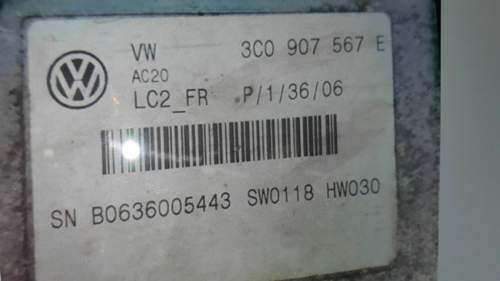 VW 3C0 907 567 E
AC20
LC2_FR P/1/36/06
SN B0636005443 SW0118 HW030